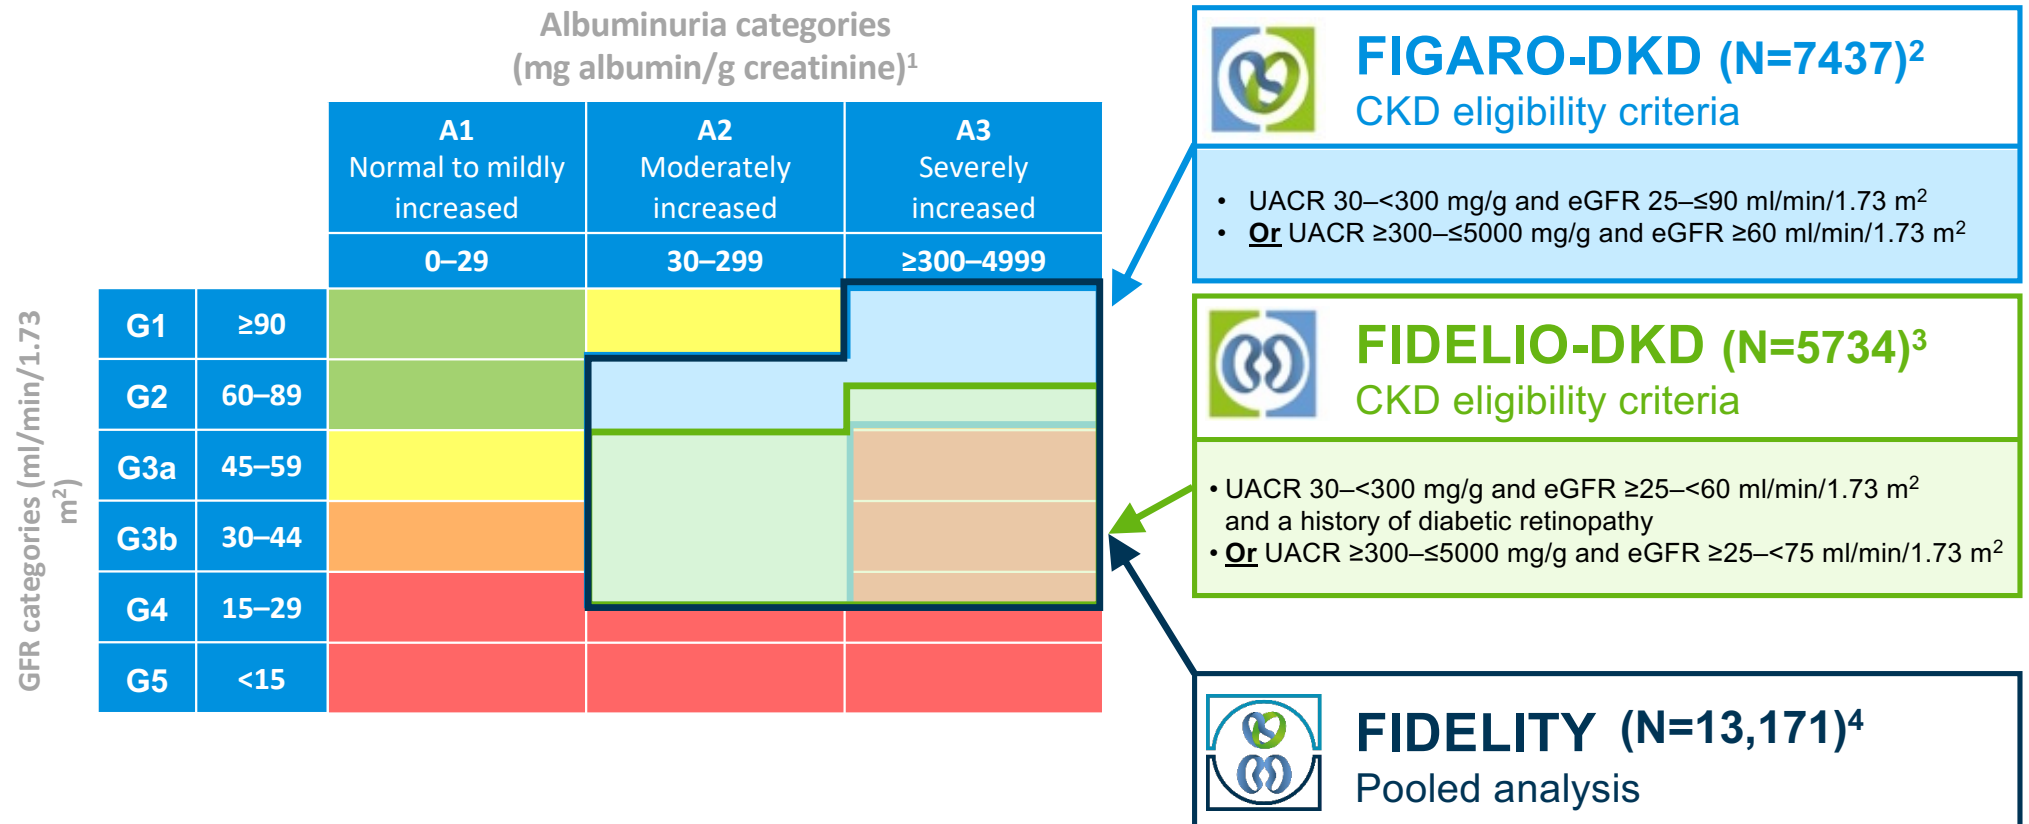 Albuminuria categories
(mg albumin/g creatinine)¹
A1
Normal to mildly
increased
A2
Moderately
increased
A3
Severely
increased
0–29
30–299
≥300–4999
GFR categories (ml/min/1.73
m²)
G1
≥90
G2
60–89
G3a
45–59
G3b
30–44
G4
15–29
G5
<15
FIGARO-DKD (N=7437)²
CKD eligibility criteria
• UACR 30–<300 mg/g and eGFR 25–≤90 ml/min/1.73 m²
• Or UACR ≥300–≤5000 mg/g and eGFR ≥60 ml/min/1.73 m²
FIDELIO-DKD (N=5734)³
CKD eligibility criteria
• UACR 30–<300 mg/g and eGFR ≥25–<60 ml/min/1.73 m²
and a history of diabetic retinopathy
• Or UACR ≥300–≤5000 mg/g and eGFR ≥25–<75 ml/min/1.73 m²
FIDELITY (N=13,171)⁴
Pooled analysis